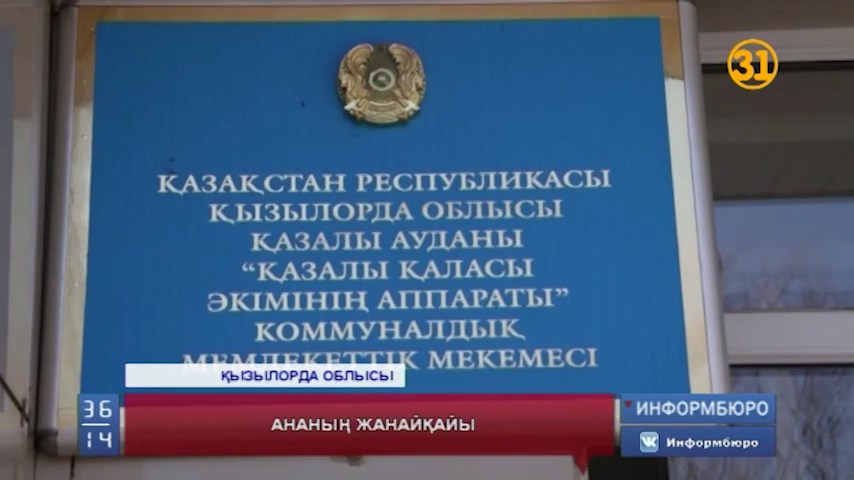 31
ҚАЗАҚСТАН РЕСПУБЛИКАСЫ
ҚЫЗЫЛОРДА ОБЛЫСЫ
ҚАЗАЛЫ АУДАНЫ
“ҚАЗАЛЫ ҚАЛАСЫ
ӘКІМІНІҢ АППАРАТЫ”
КОММУНАЛДЫҚ
МЕМЛЕКЕТТІК МЕКЕМЕСІ
ҚЫЗЫЛОРДА ОБЛЫСЫ
36
14
АНАНЫҢ ЖАНАЙҚАЙЫ
ИНФОРМБЮРО
Информбюро